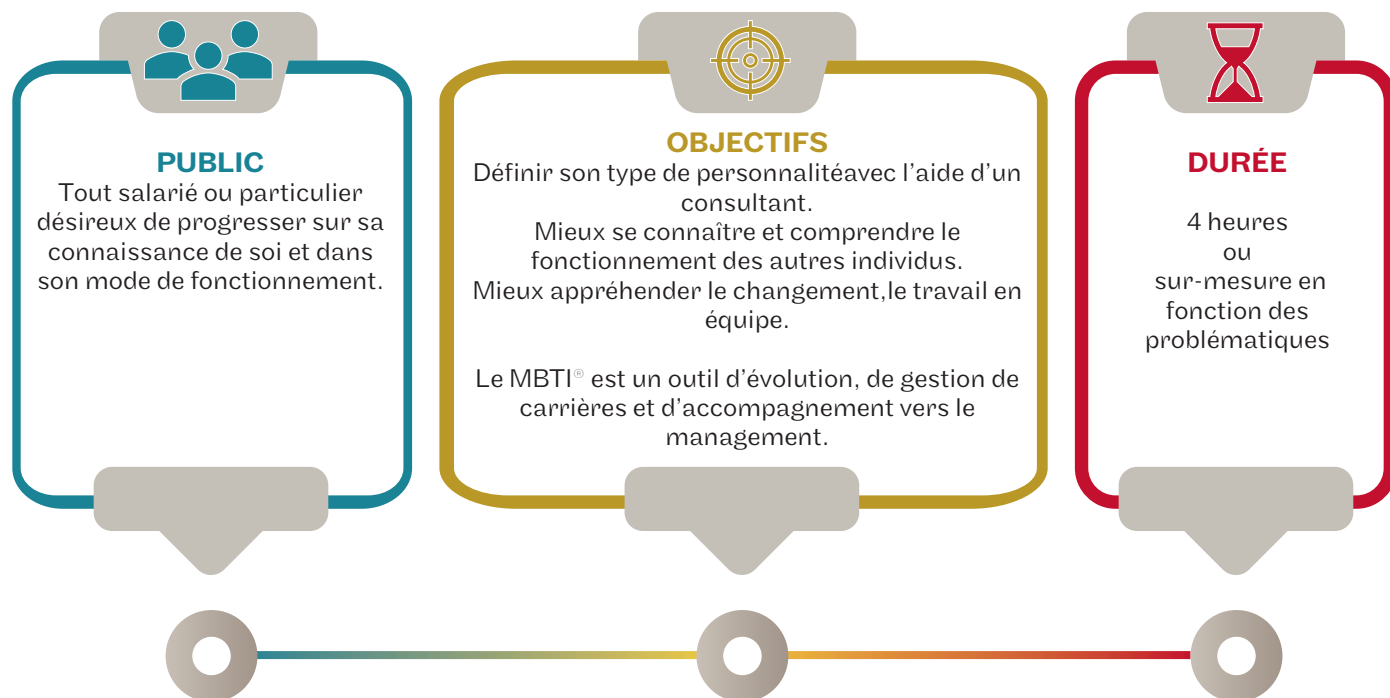 PUBLIC
Tout salarié ou particulier
désireux de progresser sur sa
connaissance de soi et dans
son mode de fonctionnement.
OBJECTIFS
Définir son type de personnalitéavec l’aide d’un
consultant.
Mieux se connaître et comprendre le
fonctionnement des autres individus.
Mieux appréhender le changement,le travail en
équipe.
Le MBTI® est un outil d’évolution, de gestion de
carrières et d’accompagnement vers le
management.
DURÉE
4 heures
ou
sur-mesure en
fonction des
problématiques